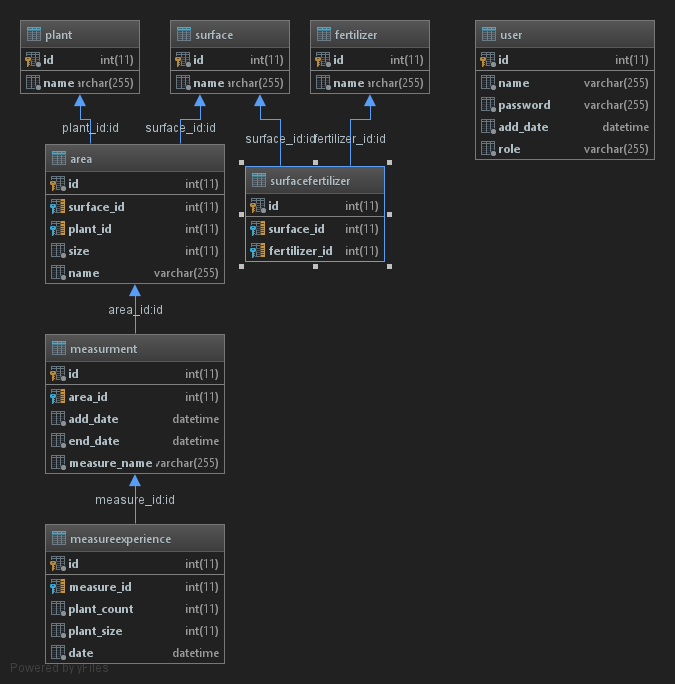 plant
id int(11)
name varchar(255)
surface
id int(11)
name varchar(255)
fertilizer
id int(11)
name varchar(255)
user
id int(11)
name varchar(255)
password varchar(255)
add_date datetime
role varchar(255)
plant_id:id
surface_id:id
surface_id:id
fertilizer_id:id
area
id int(11)
surface_id int(11)
plant_id int(11)
size int(11)
name varchar(255)
surfacefertilizer
id int(11)
surface_id int(11)
fertilizer_id int(11)
area_id:id
measurment
id int(11)
area_id int(11)
add_date datetime
end_date datetime
measure_name varchar(255)
measure_id:id
measureexperience
id int(11)
measure_id int(11)
plant_count int(11)
plant_size int(11)
date datetime
Powered by yFiles